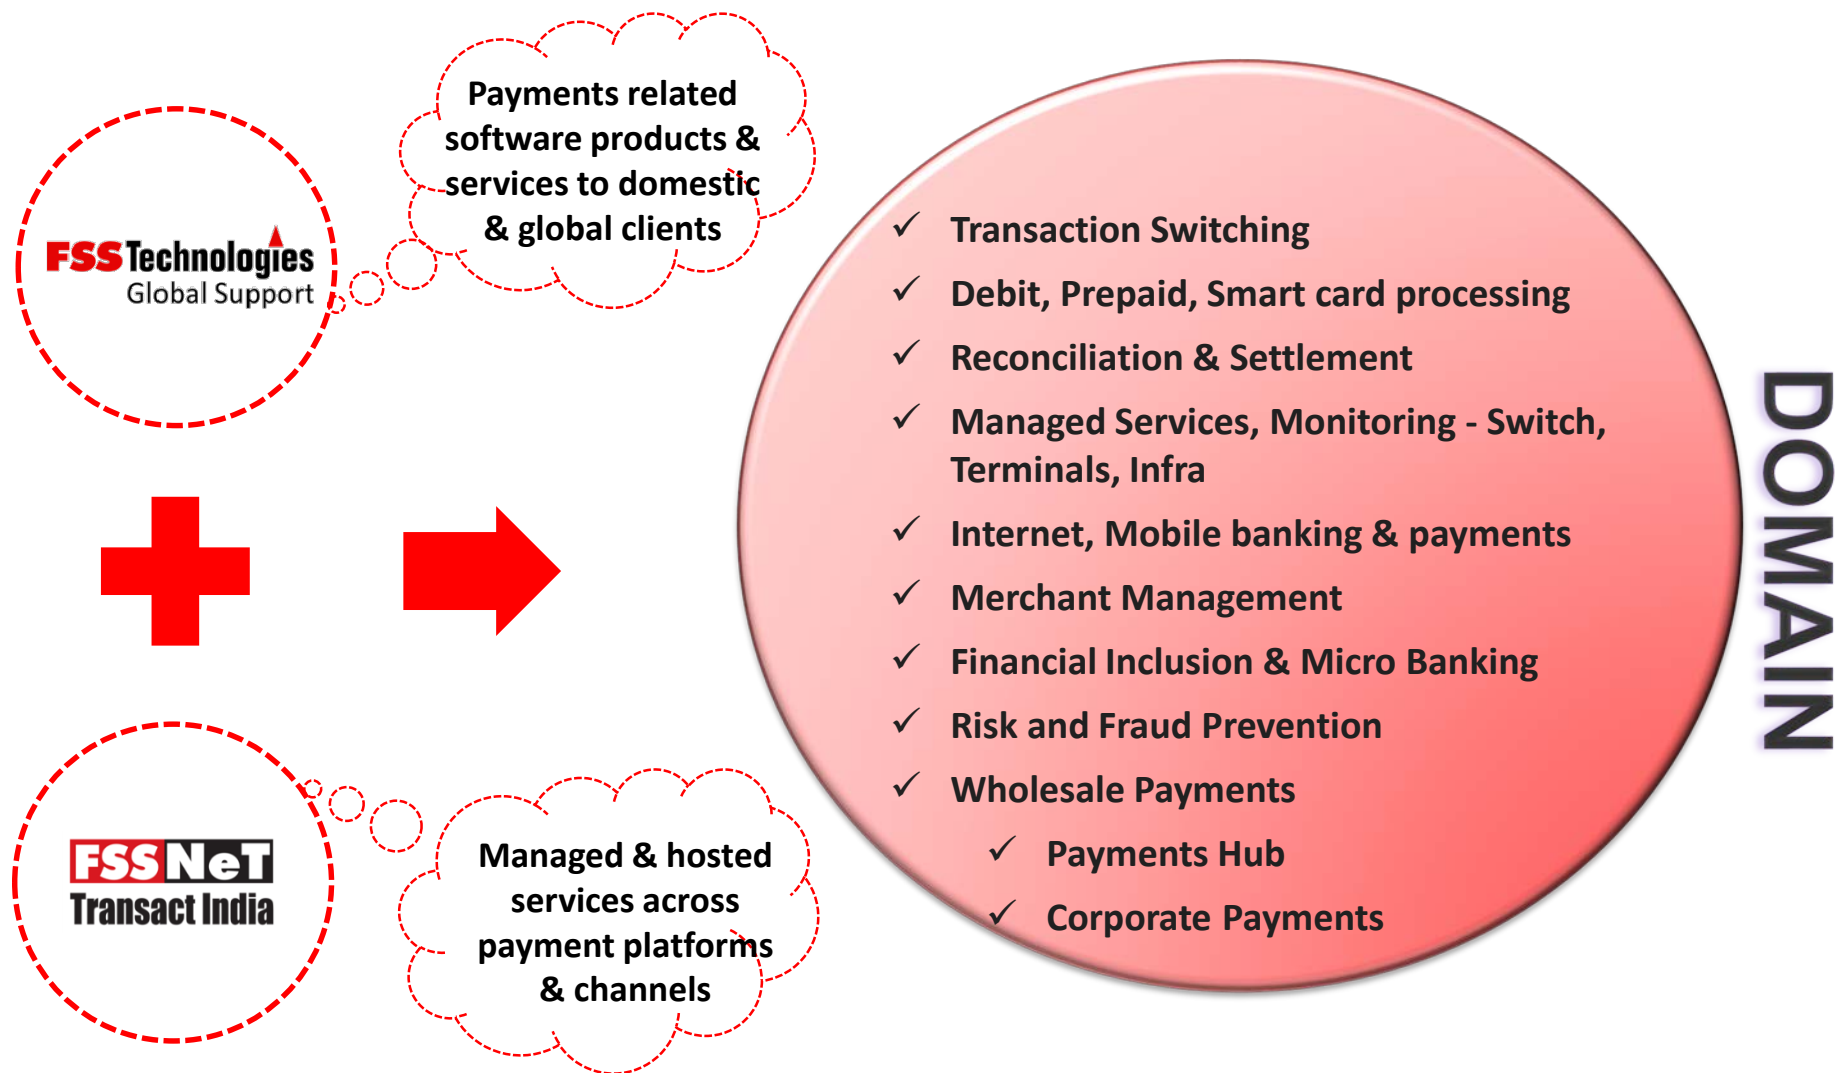 Payments related
software products &
services to domestic
& global clients
FSS Technologies
Global Support
Managed & hosted
services across
payment platforms
& channels
FSSNeT
Transact India
✓ Transaction Switching
✓ Debit, Prepaid, Smart card processing
✓ Reconciliation & Settlement
✓ Managed Services, Monitoring - Switch,
Terminals, Infra
✓ Internet, Mobile banking & payments
✓ Merchant Management
✓ Financial Inclusion & Micro Banking
✓ Risk and Fraud Prevention
✓ Wholesale Payments
✓ Payments Hub
✓ Corporate Payments
DOMAIN